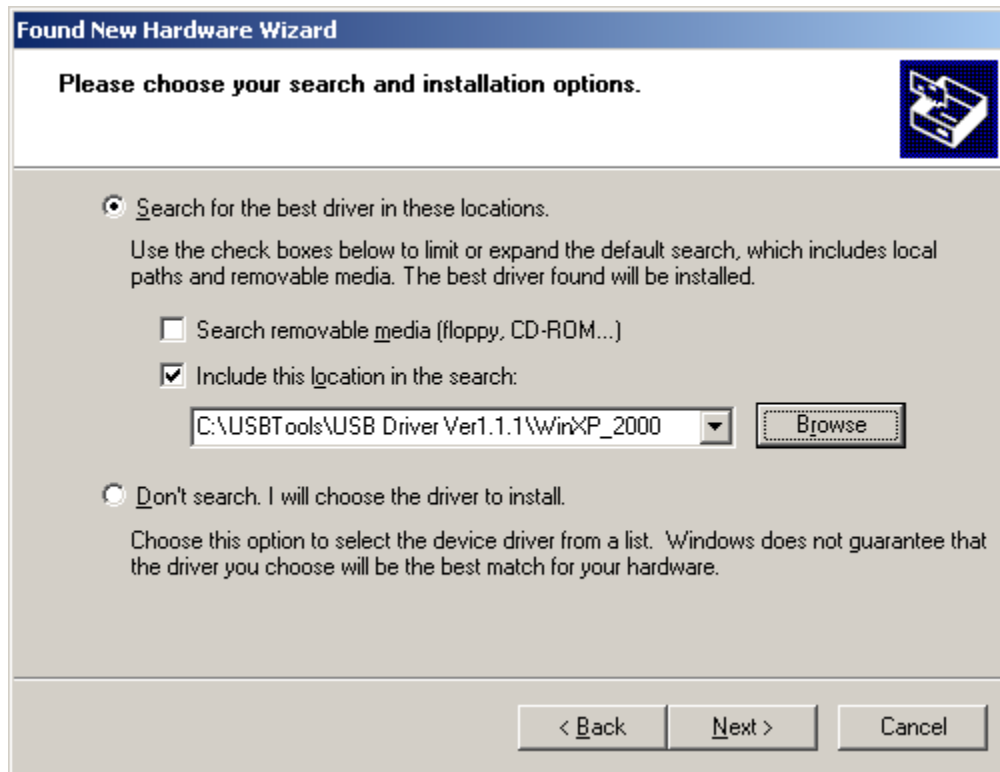 Found New Hardware Wizard
Please choose your search and installation options.
Search for the best driver in these locations.
Use the check boxes below to limit or expand the default search, which includes local
paths and removable media. The best driver found will be installed.
Search removable media (floppy, CD-ROM...)
Include this location in the search:
C:\USBTools\USB Driver Ver1.1.1\WinXP_2000
Browse
Don't search. I will choose the driver to install.
Choose this option to select the device driver from a list.  Windows does not guarantee that
the driver you choose will be the best match for your hardware.
< Back
Next >
Cancel